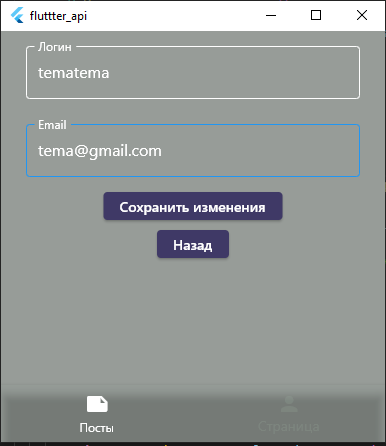 fluttter_api
Логин
tematema
Email
tema@gmail.com
Сохранить изменения
Назад
Посты
Страница